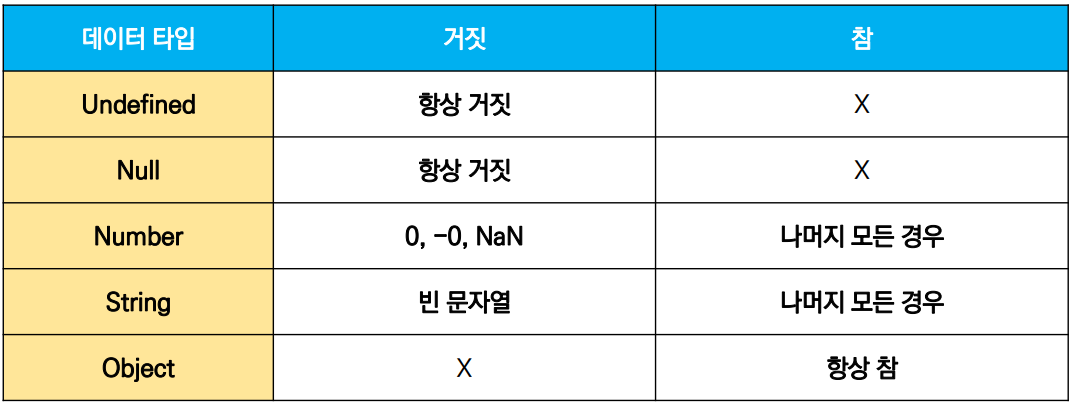 데이터 타입 거짓 참
Undefined 항상 거짓 X
Null 항상 거짓 X
Number 0, -0, NaN 나머지 모든 경우
String 빈 문자열 나머지 모든 경우
Object X 항상 참